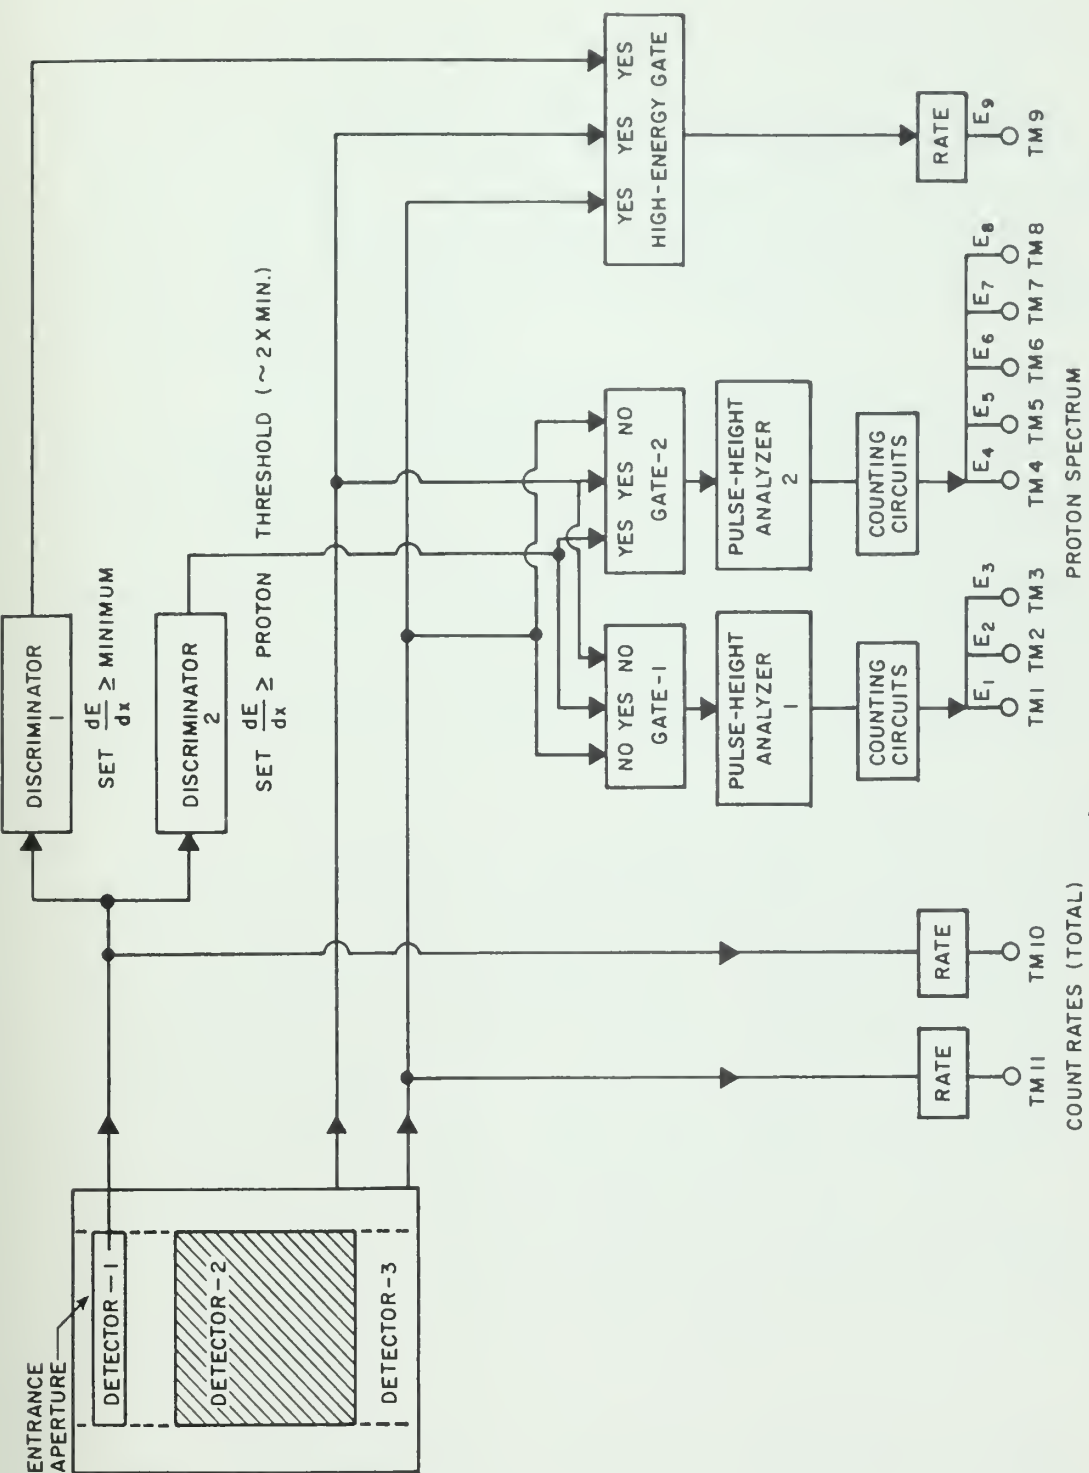 ENTRANCE
APERTURE
DETECTOR-1
DETECTOR-2
DETECTOR-3
DISCRIMINATOR
1
SET dE/dx ≥ MINIMUM
DISCRIMINATOR
2
SET dE/dx ≥ PROTON THRESHOLD (~ 2 X MIN.)
NO YES NO
GATE-1
YES YES NO
GATE-2
YES YES YES
HIGH-ENERGY GATE
PULSE-HEIGHT
ANALYZER
1
PULSE-HEIGHT
ANALYZER
2
COUNTING
CIRCUITS
COUNTING
CIRCUITS
RATE
RATE
RATE
E1 E2 E3
E4 E5 E6 E7 E8
E9
TM11 TM10 TM1 TM2 TM3 TM4 TM5 TM6 TM7 TM8 TM9
COUNT RATES (TOTAL)
PROTON SPECTRUM